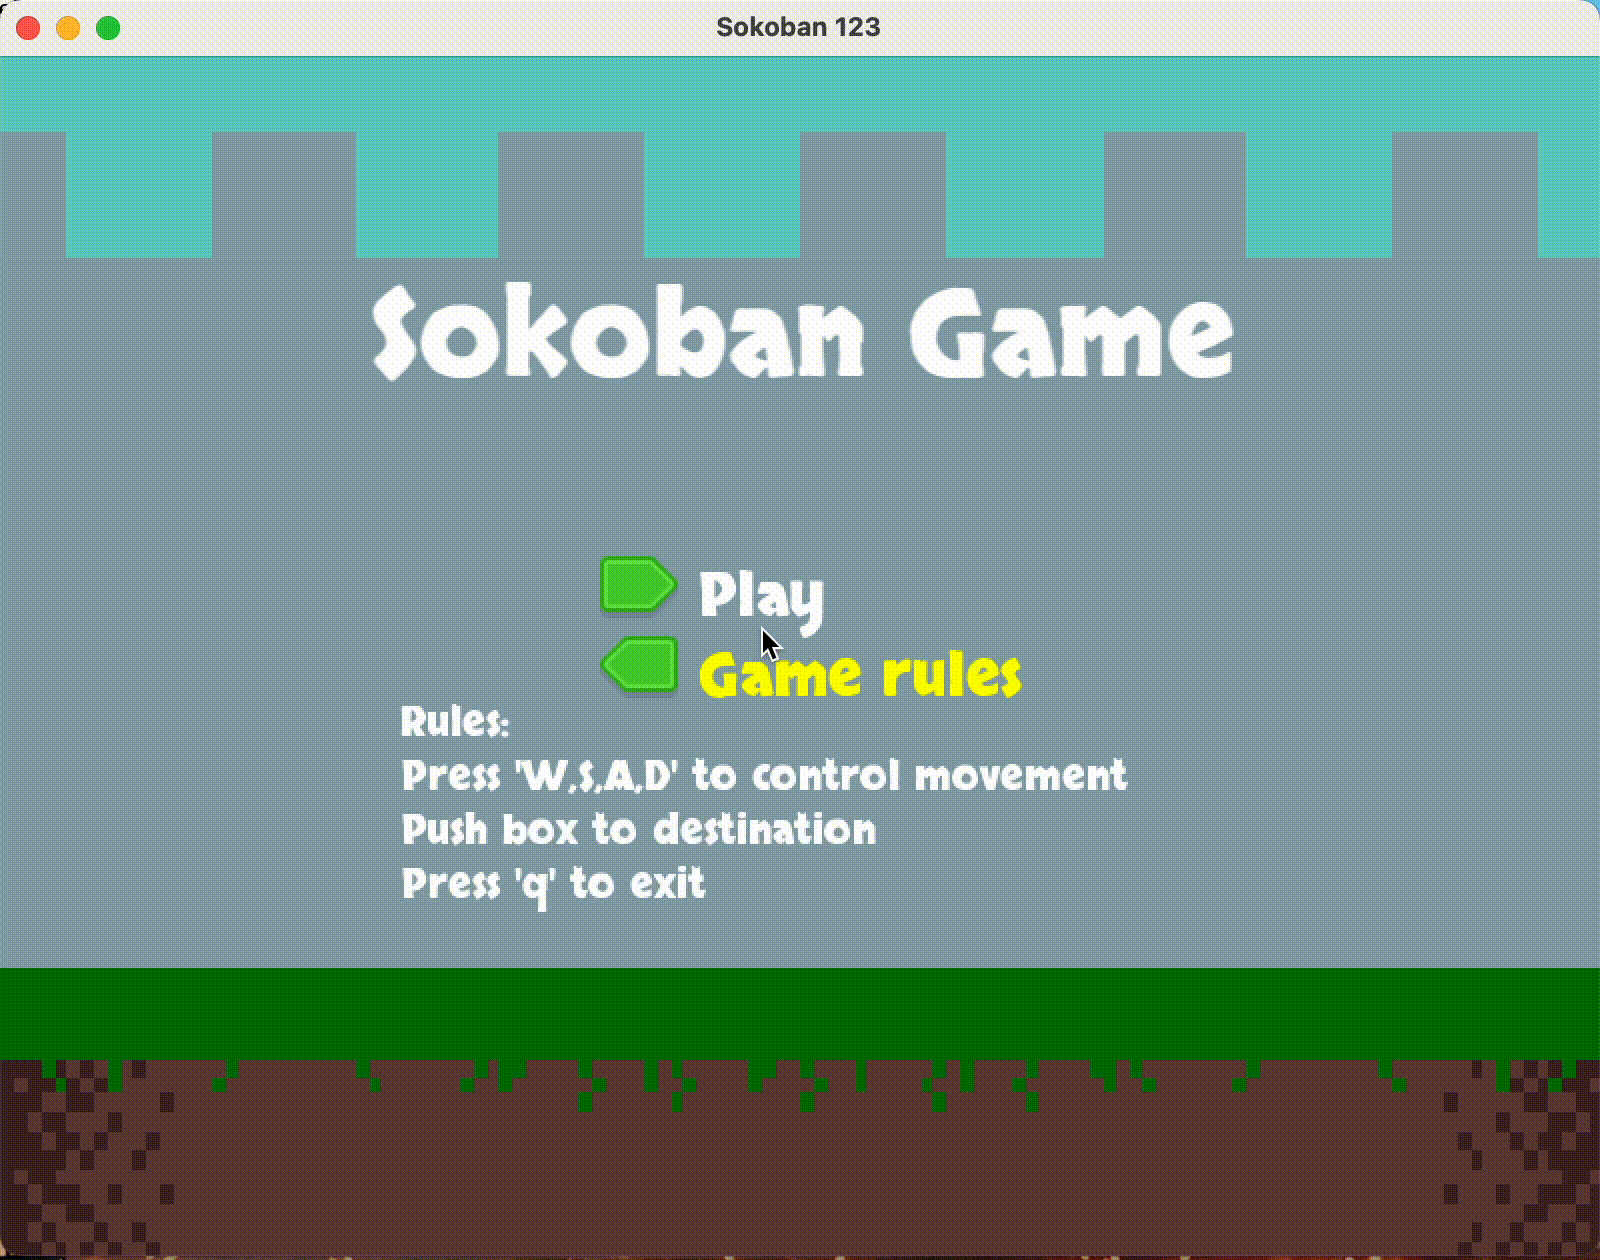 Sokoban 123
Sokoban Game
Play
Game rules
Rules:
Press 'W,S,A,D' to control movement
Push box to destination
Press 'q' to exit